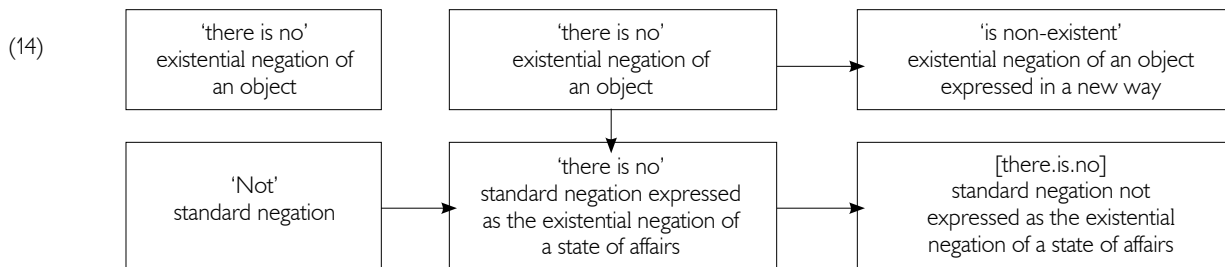 (14)
‘there is no’
existential negation of
an object
‘there is no’
existential negation of
an object
‘is non-existent’
existential negation of an object
expressed in a new way
‘Not’
standard negation
‘there is no’
standard negation expressed
as the existential negation of
a state of affairs
[there.is.no]
standard negation not
expressed as the existential
negation of a state of affairs